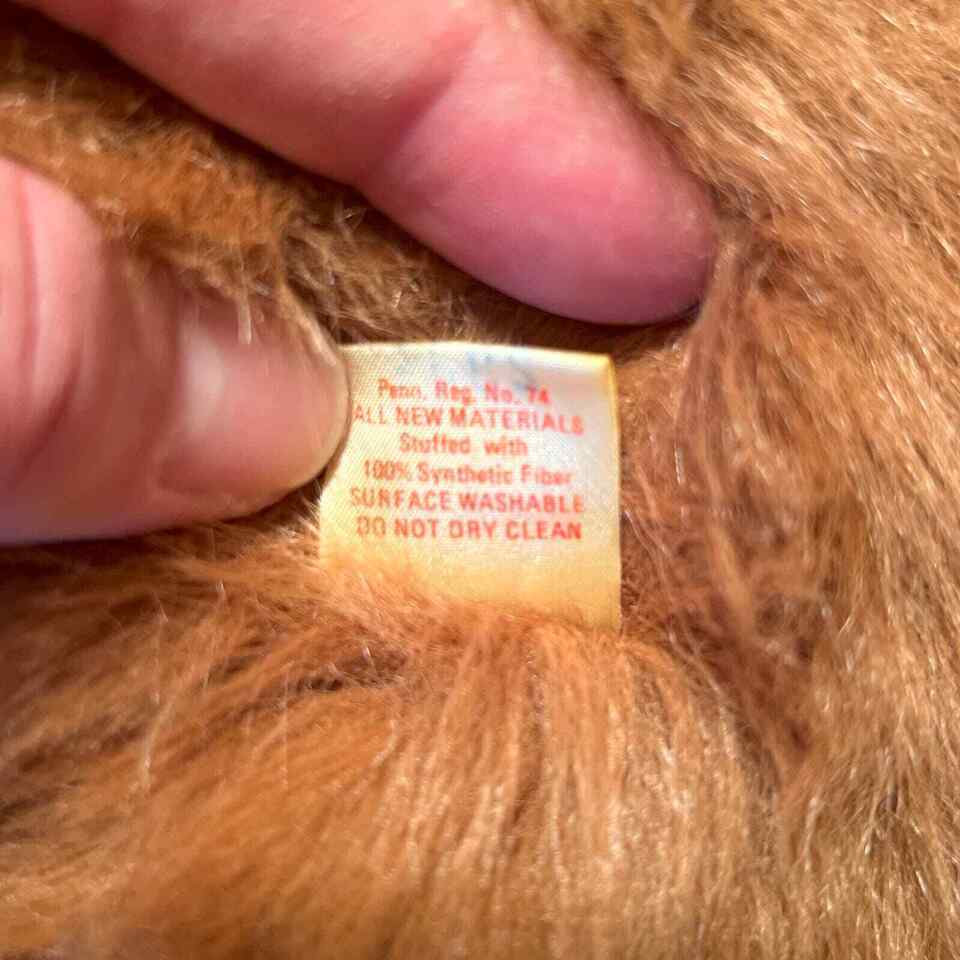 Penn. Reg. No. 74
ALL NEW MATERIALS
Stuffed with
100% Synthetic Fiber
SURFACE WASHABLE
DO NOT DRY CLEAN